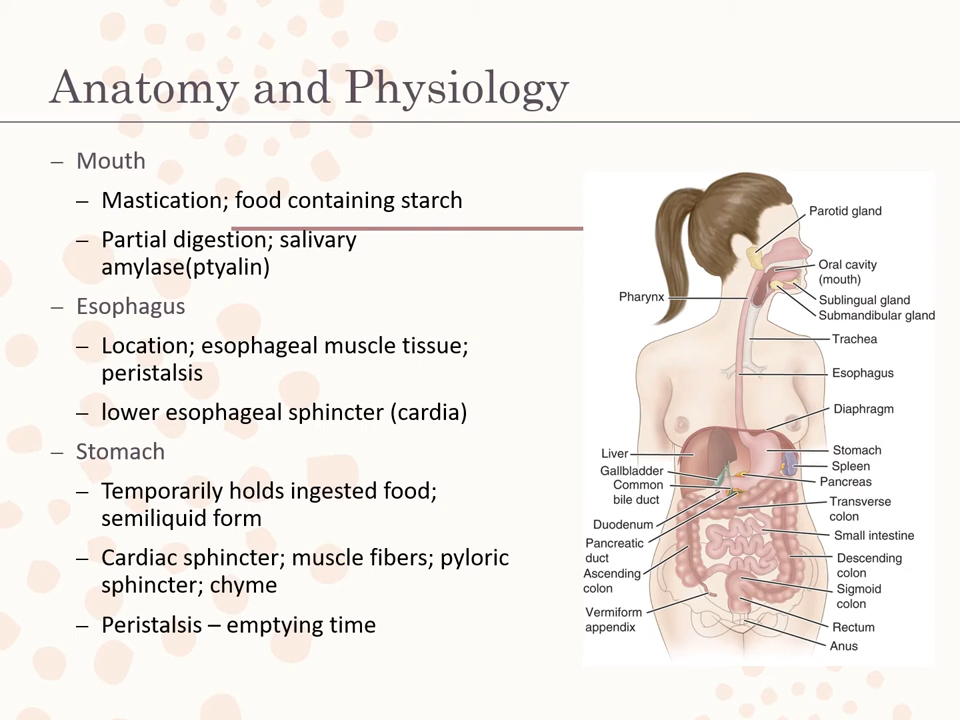 Anatomy and Physiology
– Mouth
– Mastication; food containing starch
– Partial digestion; salivary
amylase(ptyalin)
– Esophagus
– Location; esophageal muscle tissue;
peristalsis
– lower esophageal sphincter (cardia)
– Stomach
– Temporarily holds ingested food;
semiliquid form
– Cardiac sphincter; muscle fibers; pyloric
sphincter; chyme
– Peristalsis – emptying time
Parotid gland
Oral cavity
(mouth)
Pharynx
Sublingual gland
Submandibular gland
Trachea
Esophagus
Diaphragm
Liver
Gallbladder
Common
bile duct
Duodenum
Pancreatic
duct
Ascending
colon
Vermiform
appendix
Stomach
Spleen
Pancreas
Transverse
colon
Small intestine
Descending
colon
Sigmoid
colon
Rectum
Anus